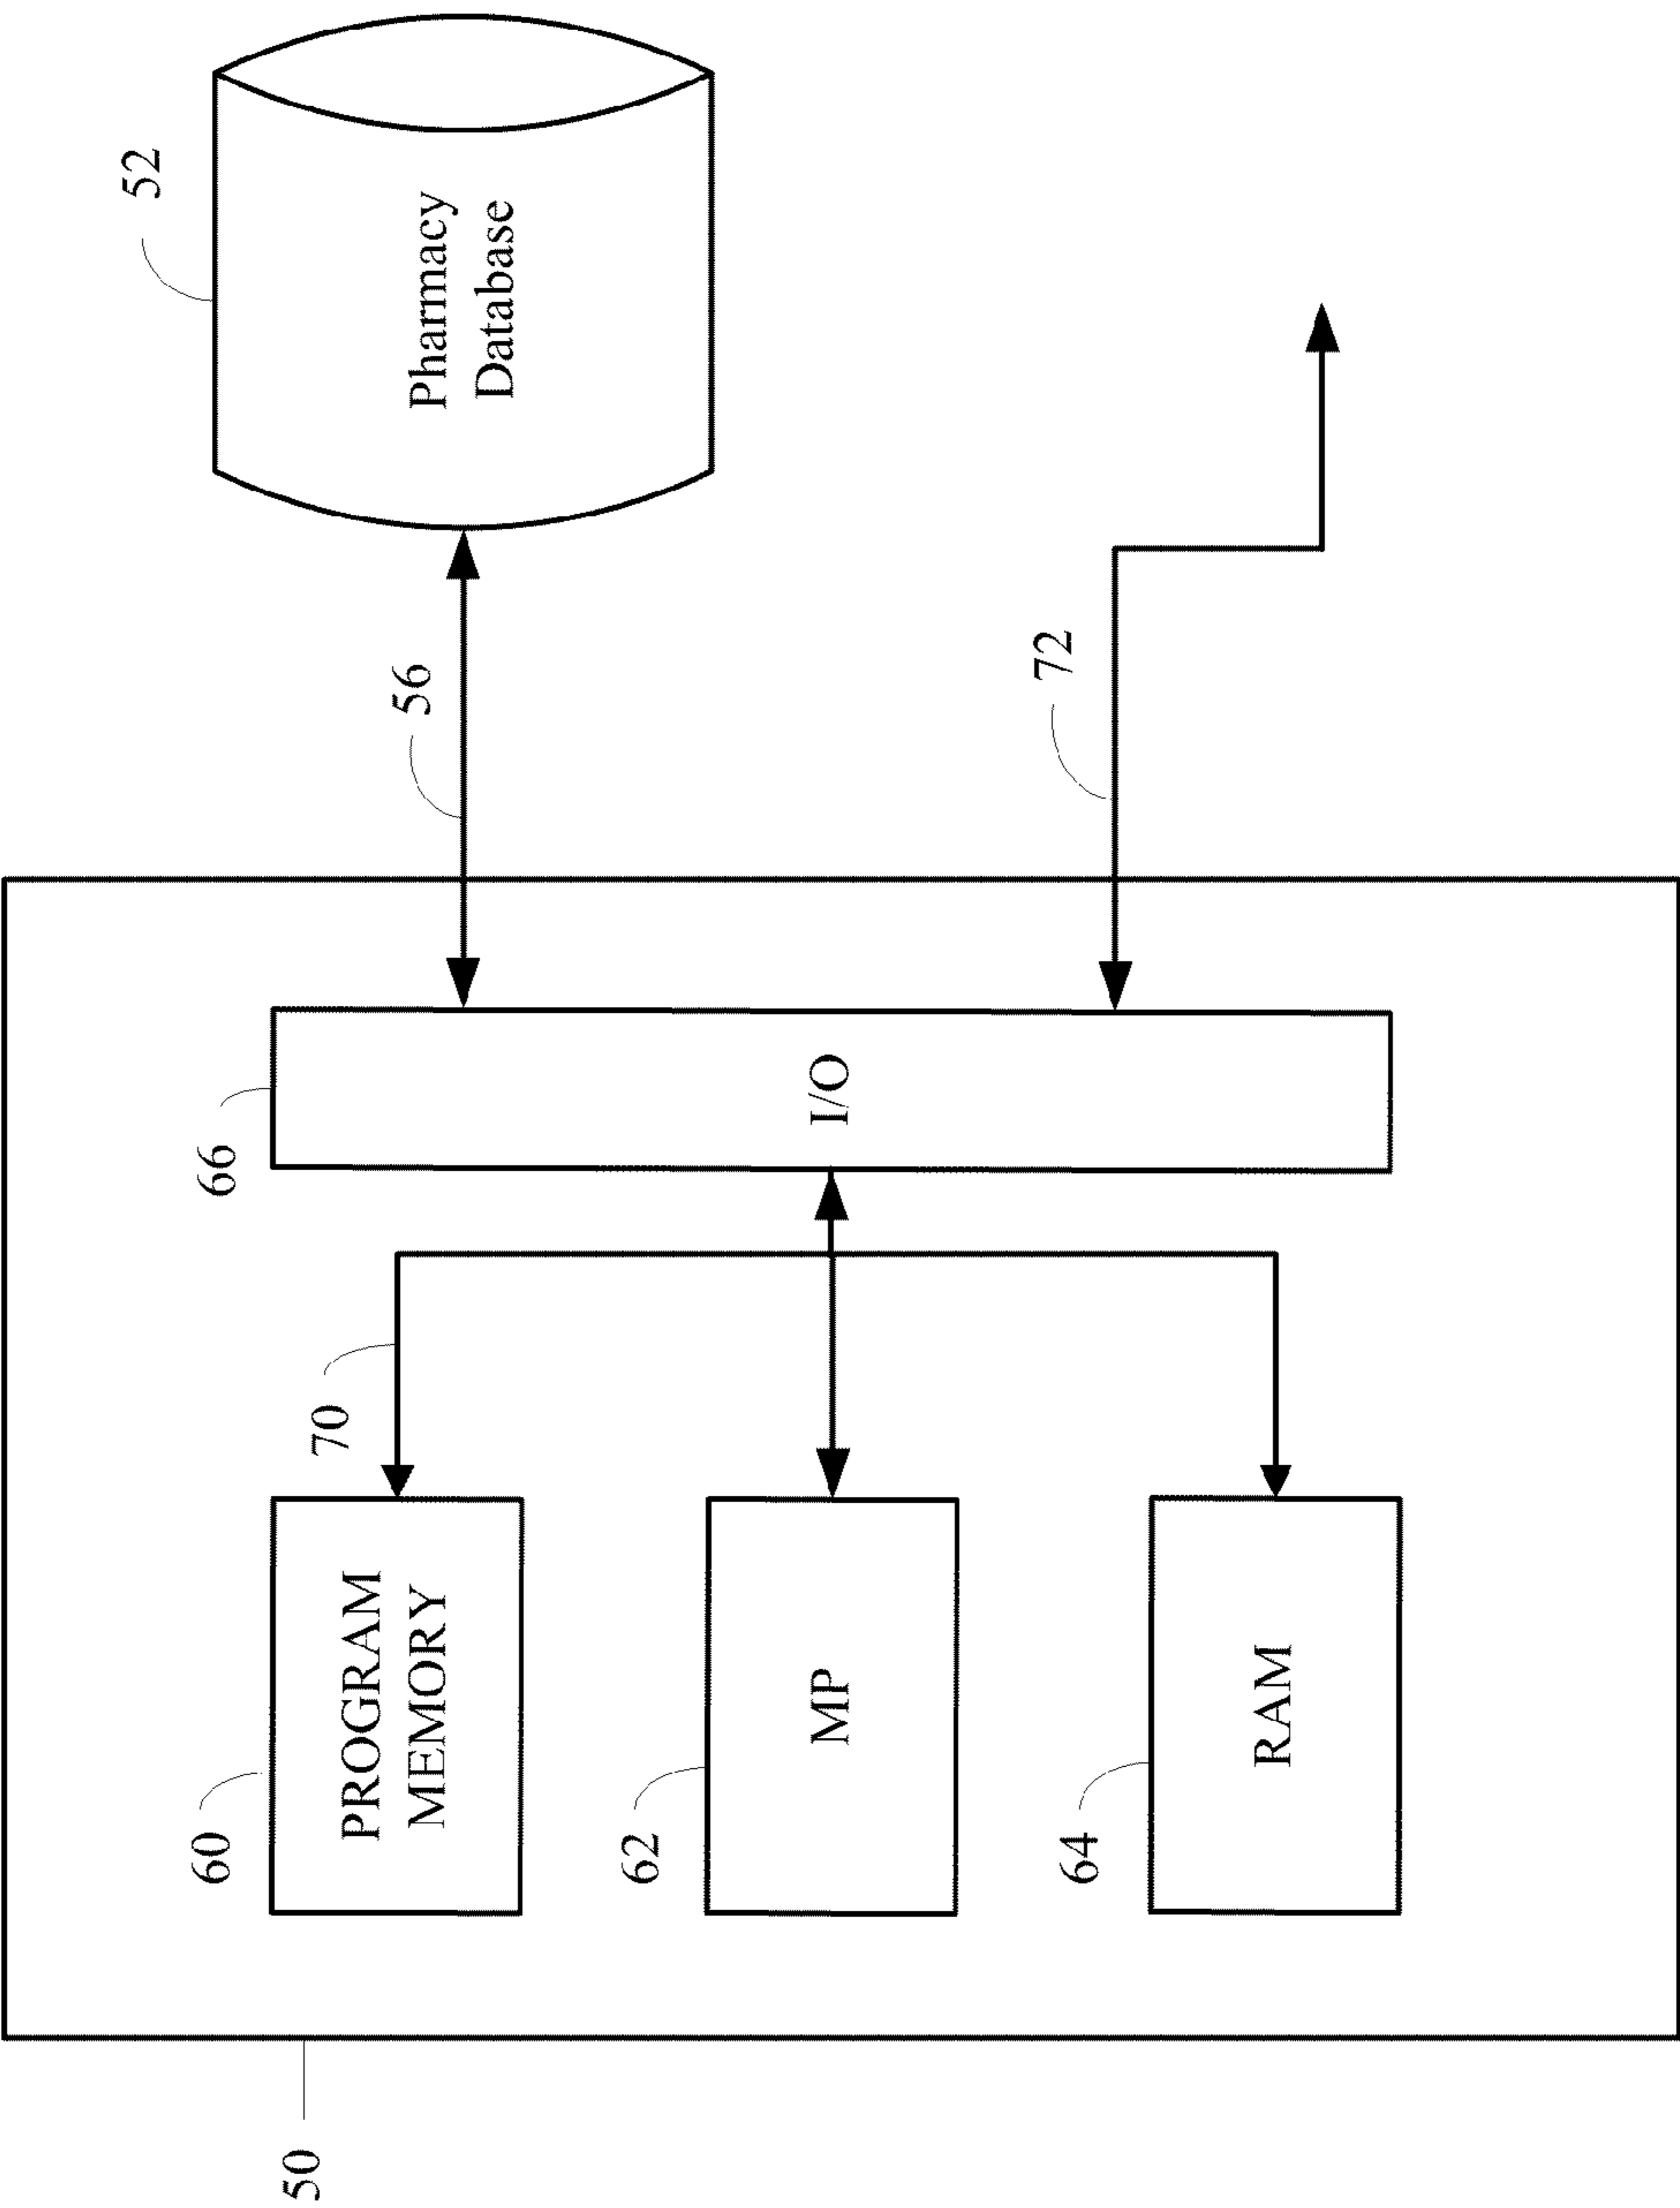 50
60
PROGRAM
MEMORY
70
66
56
52
Pharmacy
Database
62
MP
I/O
72
64
RAM